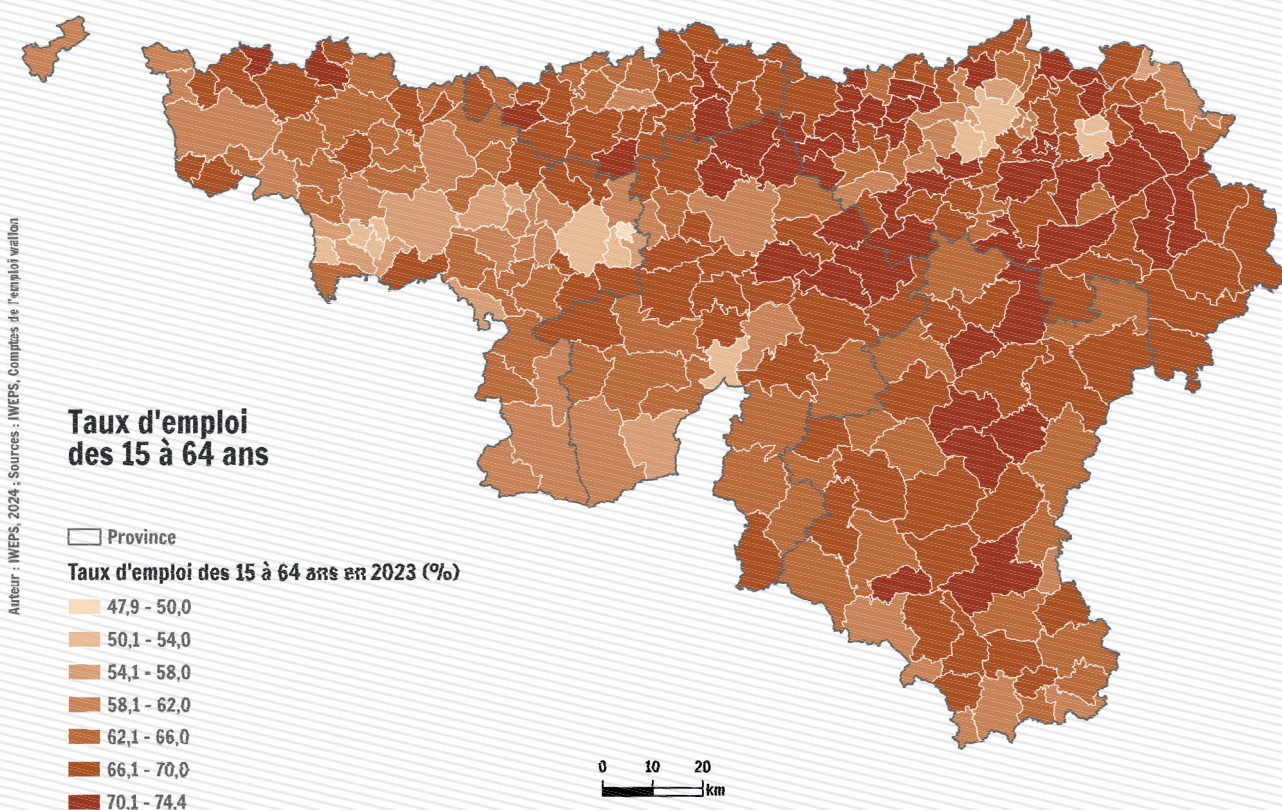 Taux d'emploi
des 15 à 64 ans
Province
Taux d'emploi des 15 à 64 ans en 2023 (%)
47,9 - 50,0
50,1 - 54,0
54,1 - 58,0
58,1 - 62,0
62,1 - 66,0
66,1 - 70,0
70,1 - 74,4
0 10 20
km
Auteur : IWEPS, 2024 ; Sources : IWEPS, Comptes de l'emploi wallon